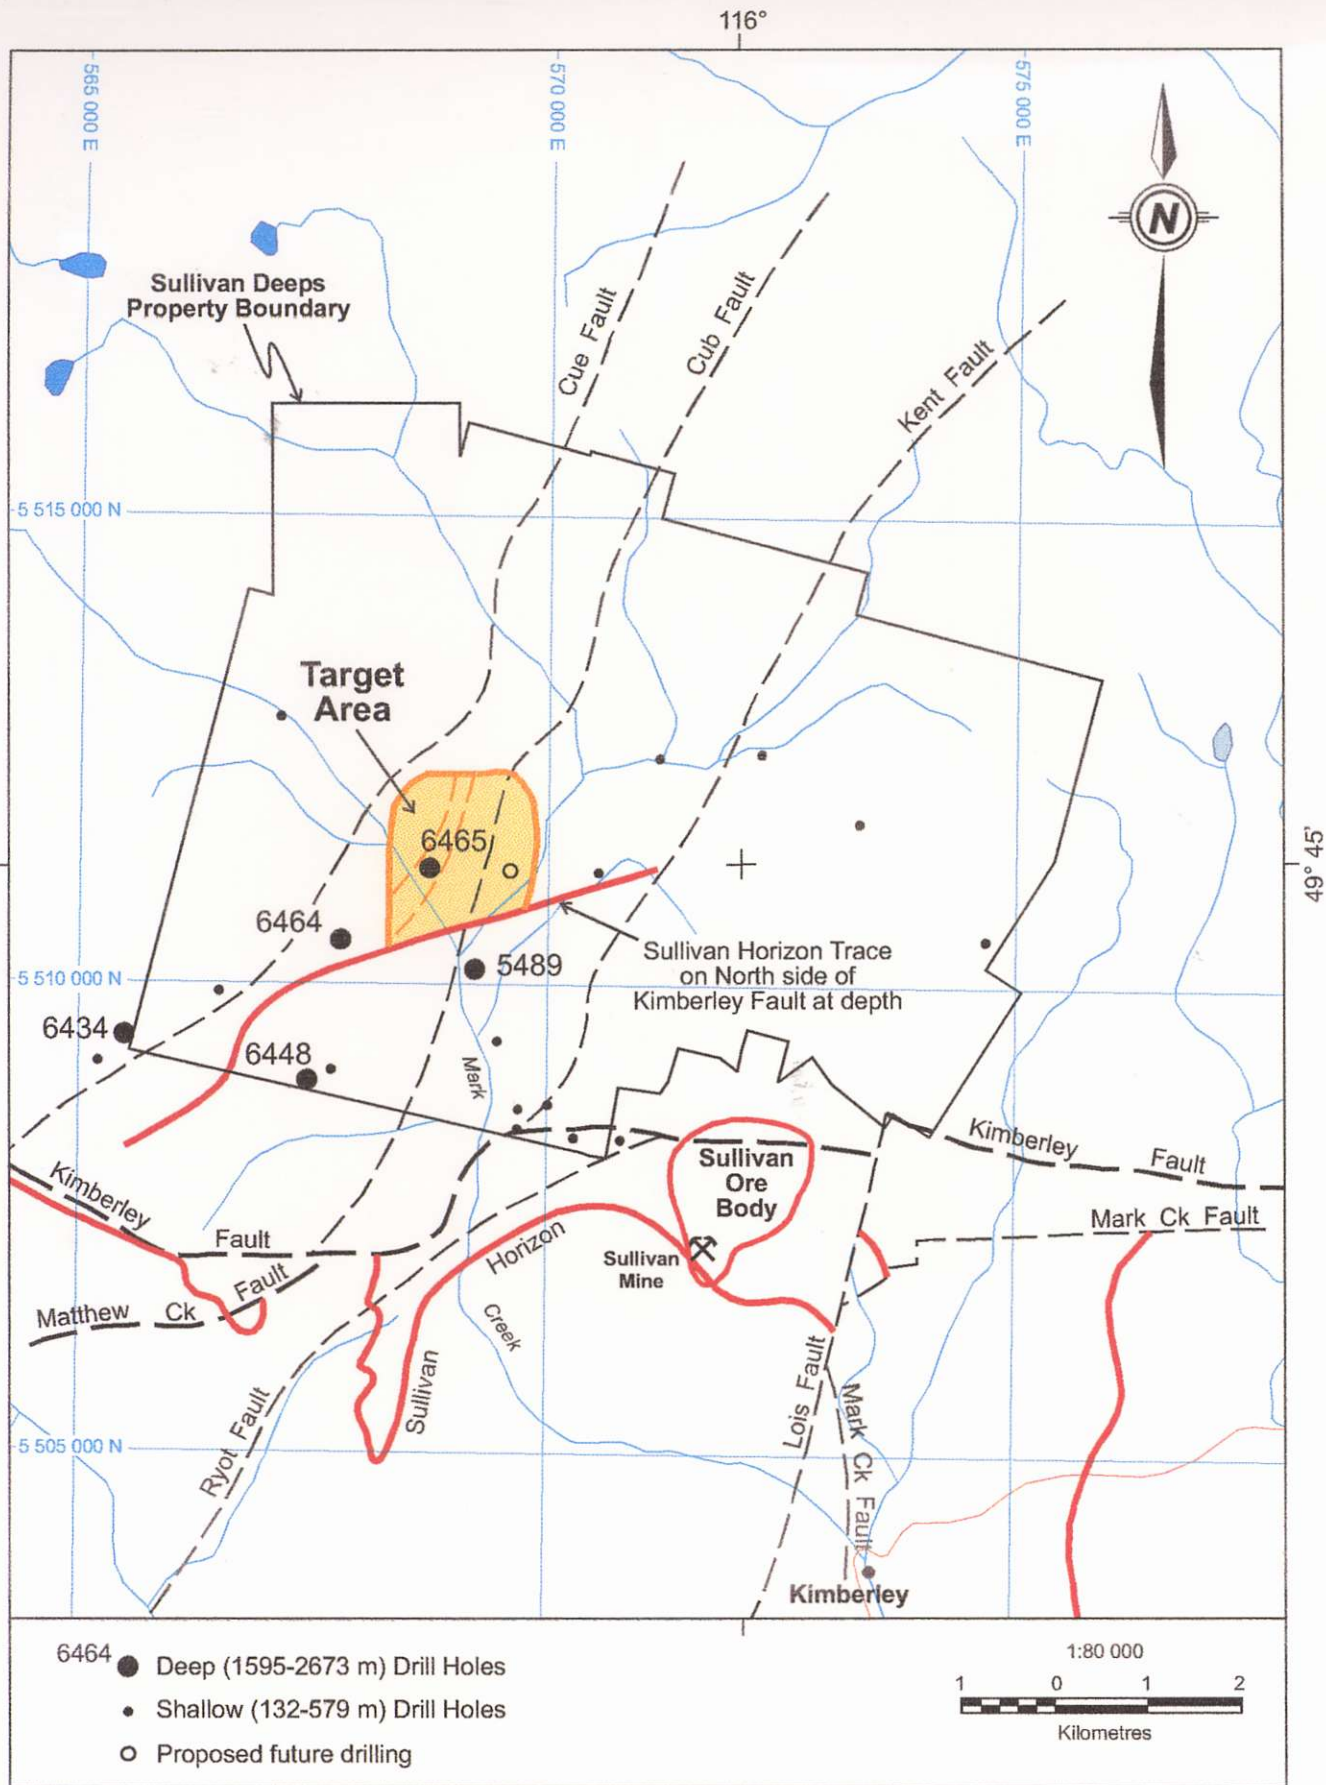 116°
565 000 E
570 000 E
575 000 E
N
Sullivan Deeps
Property Boundary
Cue Fault
Cub Fault
Kent Fault
5 515 000 N
Target
Area
6465
49° 45'
6464
5489
Sullivan Horizon Trace
on North side of
Kimberley Fault at depth
5 510 000 N
6434
6448
Mark
Kimberley
Fault
Sullivan
Ore
Body
Kimberley
Fault
Mark Ck Fault
Horizon
Sullivan
Mine
Fault
Matthew Ck
Creek
Sullivan
Lois Fault
Mark Ck Fault
Ryot Fault
5 505 000 N
Kimberley
6464
Deep (1595-2673 m) Drill Holes
Shallow (132-579 m) Drill Holes
Proposed future drilling
1:80 000
1 0 1 2
Kilometres